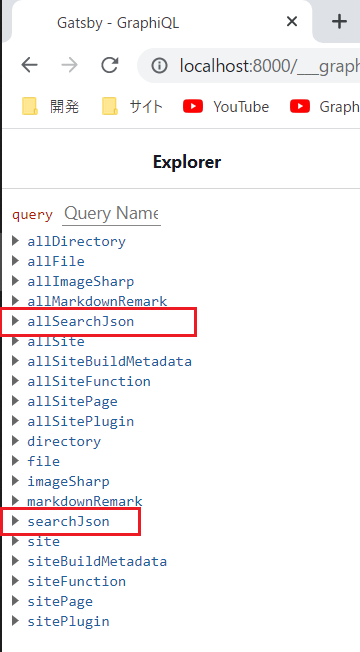 Gatsby - GraphiQL
localhost:8000/___graph
開発 サイト YouTube Graph
Explorer
query Query Name
allDirectory
allFile
allImageSharp
allMarkdownRemark
allSearchJson
allSite
allSiteBuildMetadata
allSiteFunction
allSitePage
allSitePlugin
directory
file
imageSharp
markdownRemark
searchJson
site
siteBuildMetadata
siteFunction
sitePage
sitePlugin